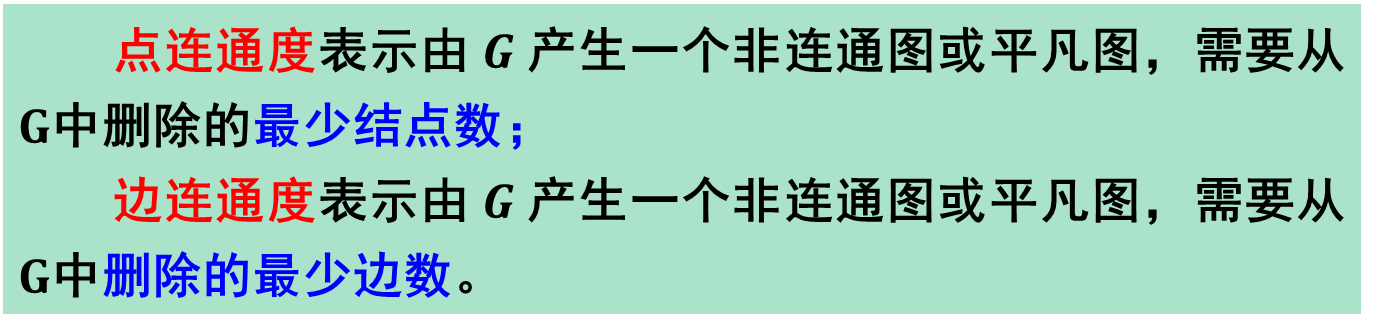 点连通度表示由 G 产生一个非连通图或平凡图，需要从
G中删除的最少结点数；
边连通度表示由 G 产生一个非连通图或平凡图，需要从
G中删除的最少边数。